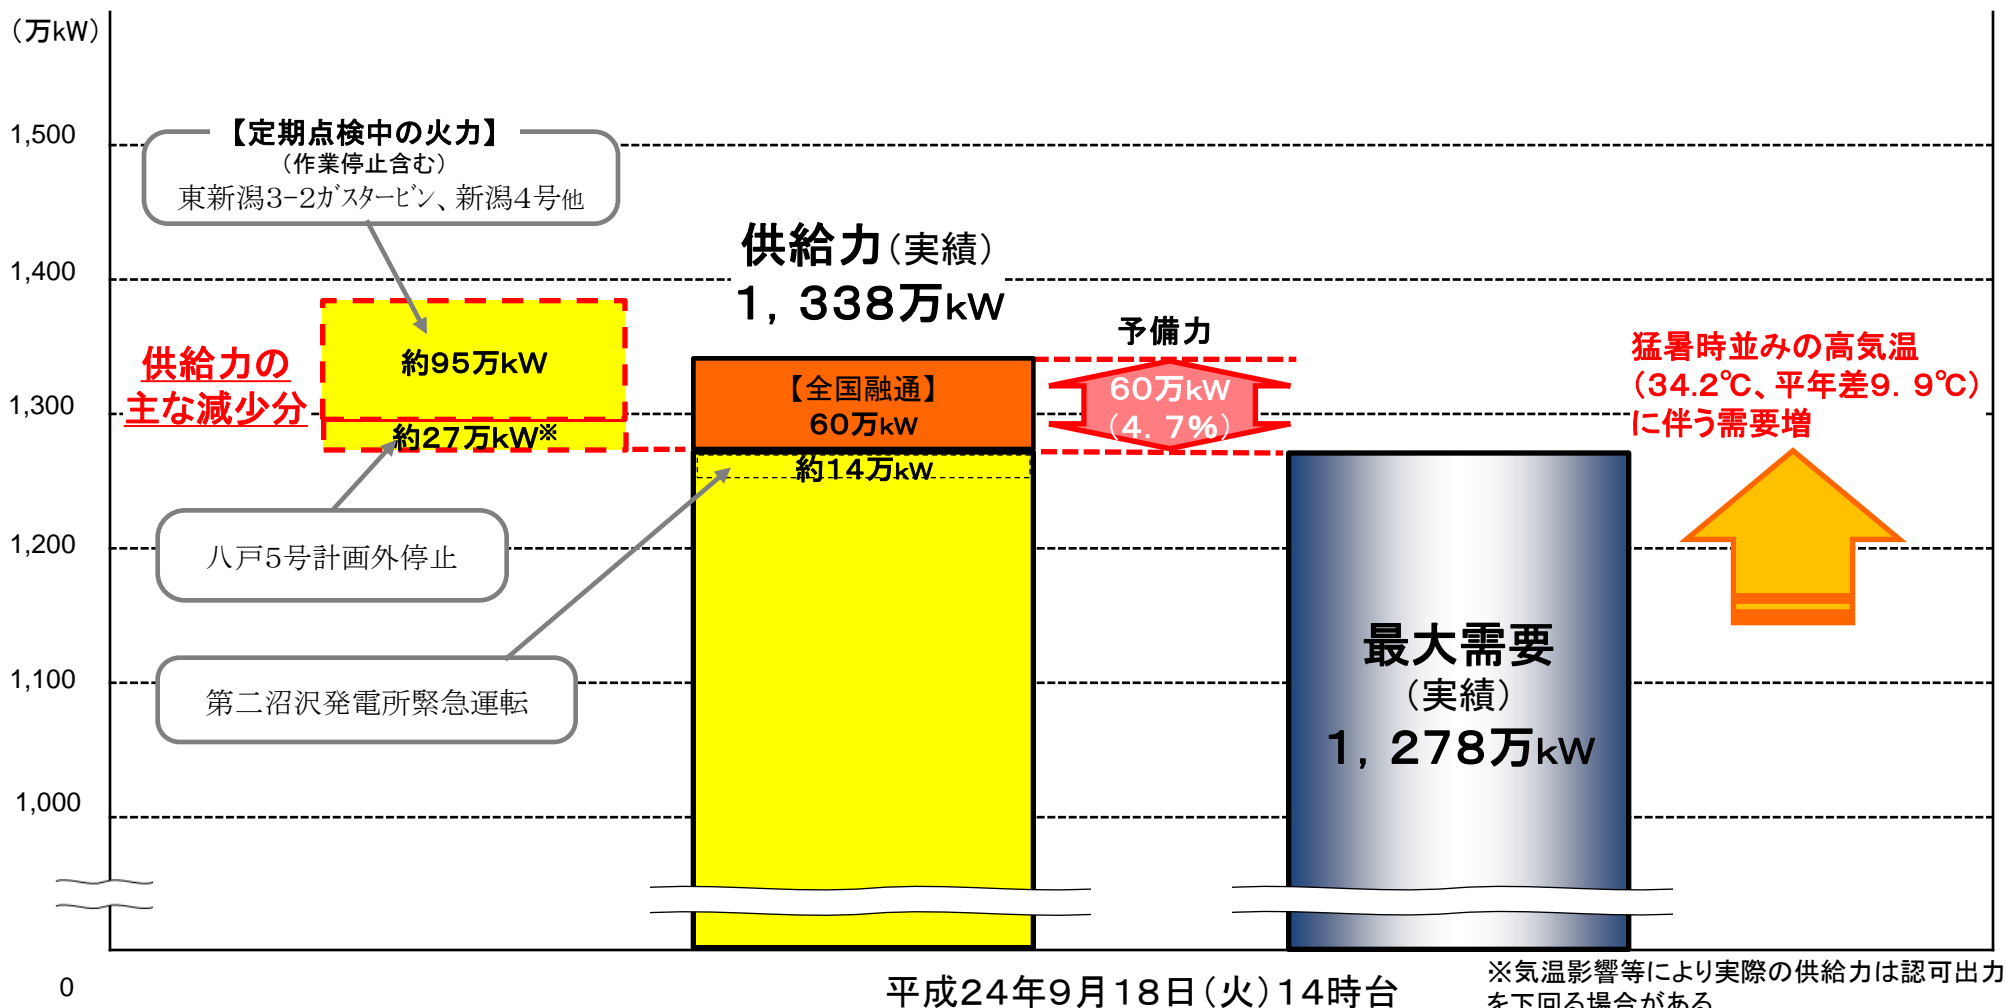 (万kW)
1,500
1,400
1,300
1,200
1,100
1,000
0
【定期点検中の火力】
(作業停止含む)
東新潟3-2ｶﾞｽﾀｰﾋﾞﾝ、新潟4号他
供給力の
主な減少分
約95万kW
約27万kW※
八戸5号計画外停止
第二沼沢発電所緊急運転
供給力(実績)
1，338万kW
【全国融通】
60万kW
約14万kW
予備力
60万kW
(4．7%)
最大需要
(実績)
1，278万kW
猛暑時並みの高気温
(34.2℃、平年差9．9℃)
に伴う需要増
平成24年9月18日(火)14時台
※気温影響等により実際の供給力は認可出力
を下回る場合がある